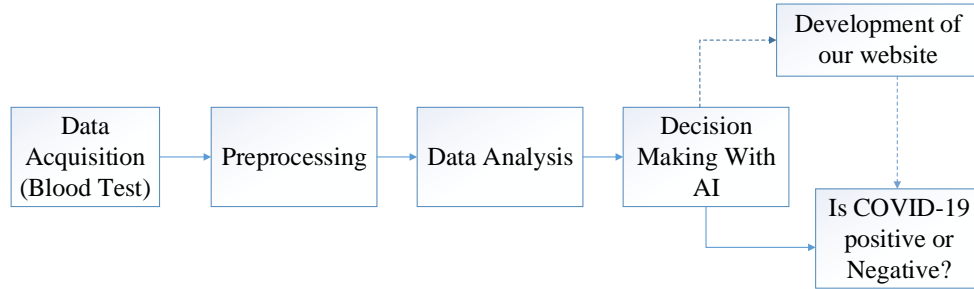 Development of
our website
Data
Acquisition
(Blood Test)
Preprocessing
Data Analysis
Decision
Making With
AI
Is COVID-19
positive or
Negative?